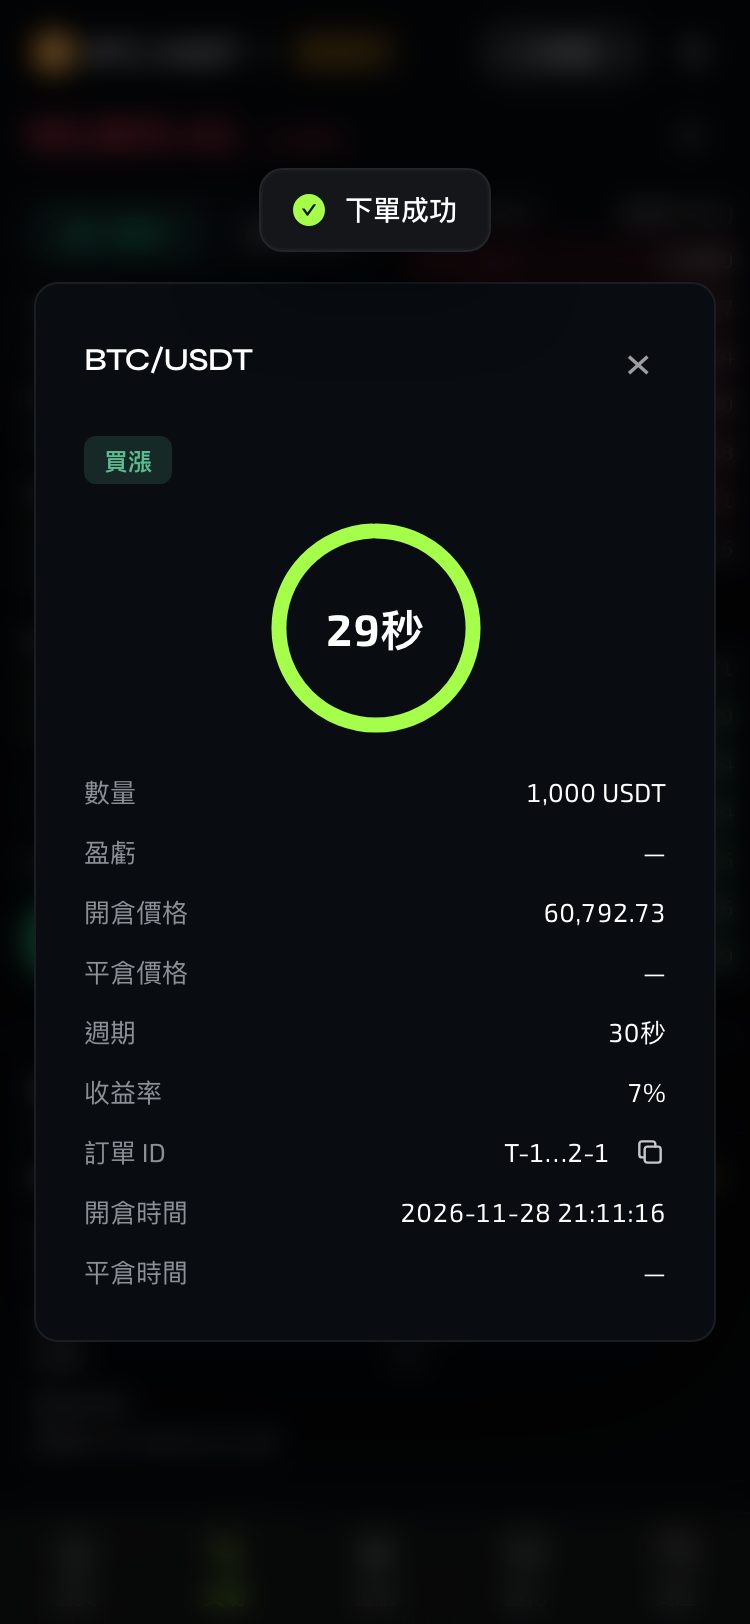 下單成功
BTC/USDT
買漲
29秒
數量 1,000 USDT
盈虧 —
開倉價格 60,792.73
平倉價格 —
週期 30秒
收益率 7%
訂單 ID T-1...2-1
開倉時間 2026-11-28 21:11:16
平倉時間 —